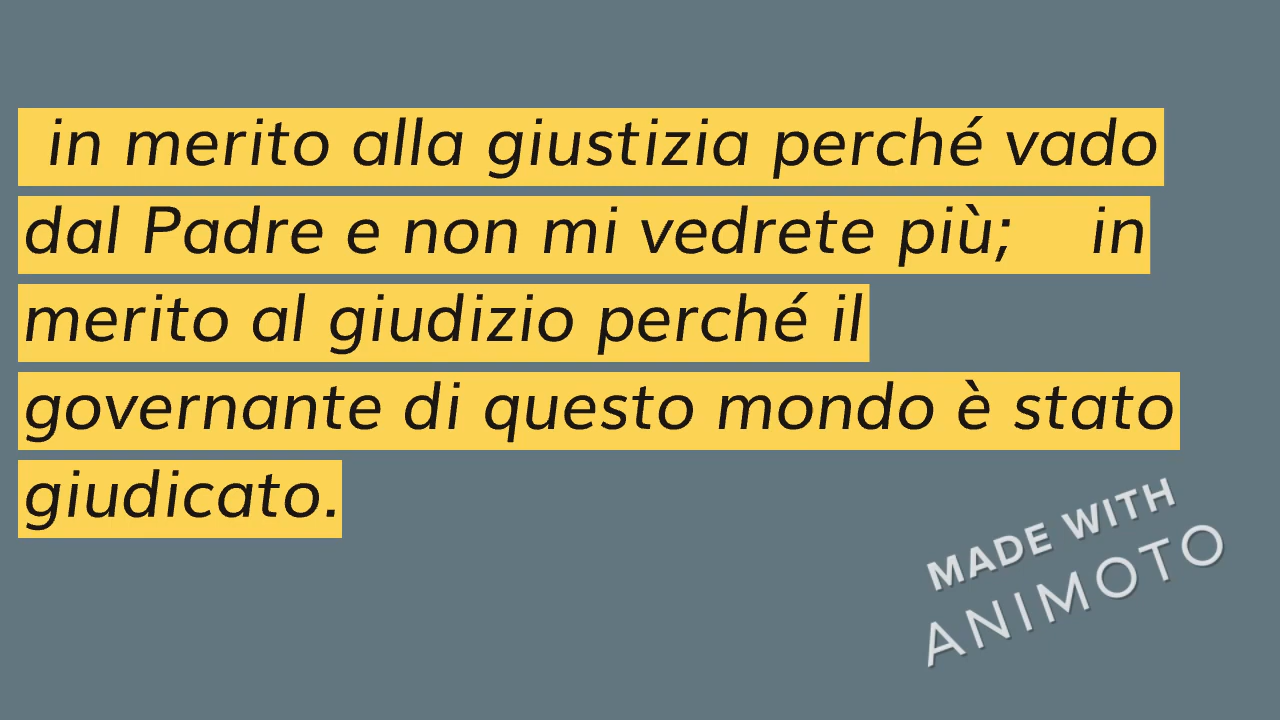 in merito alla giustizia perché vado
dal Padre e non mi vedrete più; in
merito al giudizio perché il
governante di questo mondo è stato
giudicato.
MADE WITH
ANIMOTO